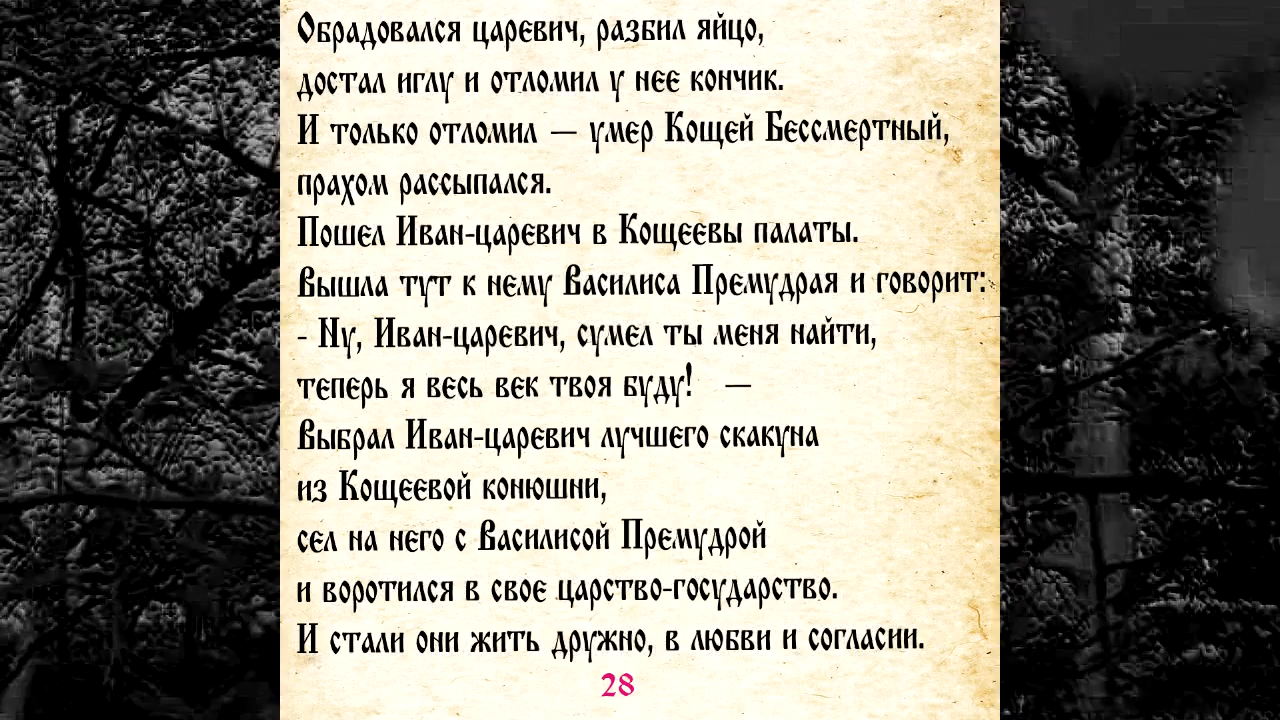 Обрадовался царевич, разбил яйцо,
достал иглу и отломил у нее кончик.
И только отломил — умер Кощей Бессмертный,
прахом рассыпался.
Пошел Иван-царевич в Кощеевы палаты.
Вышла тут к нему Василиса Премудрая и говорит:
- Ну, Иван-царевич, сумел ты меня найти,
теперь я весь век твоя буду! —
Выбрал Иван-царевич лучшего скакуна
из Кощеевой конюшни,
сел на него с Василисой Премудрой
и воротился в свое царство-государство.
И стали они жить дружно, в любви и согласии.
28